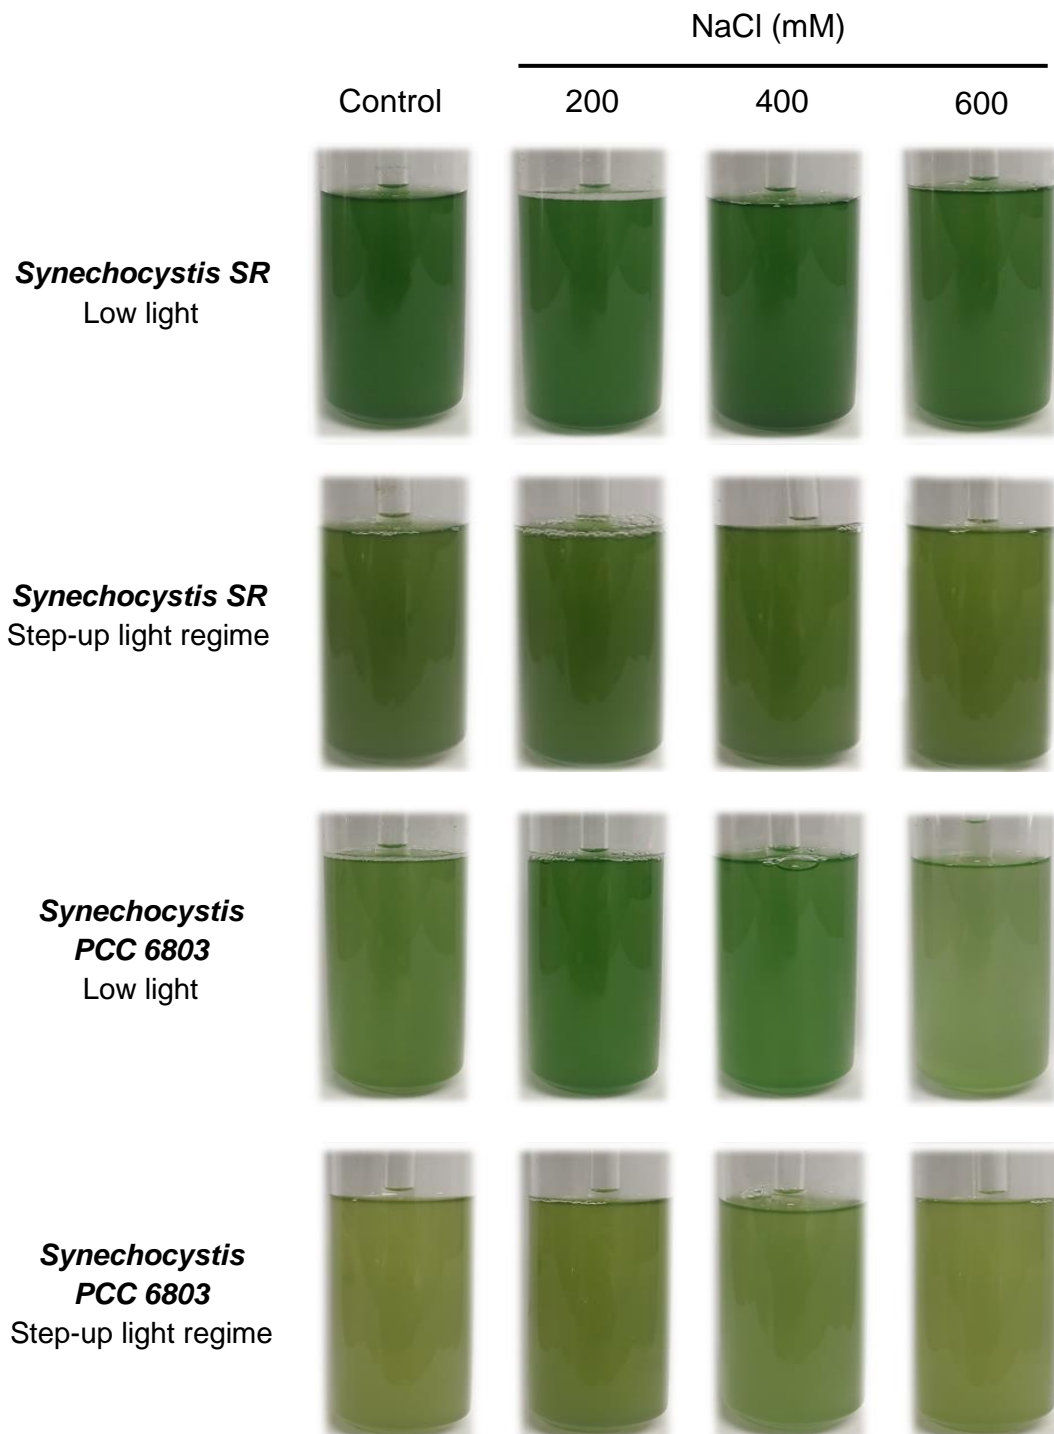 NaCl (mM)
Control
200
400
600
Synechocystis SR
Low light
Synechocystis SR
Step-up light regime
Synechocystis
PCC 6803
Low light
Synechocystis
PCC 6803
Step-up light regime